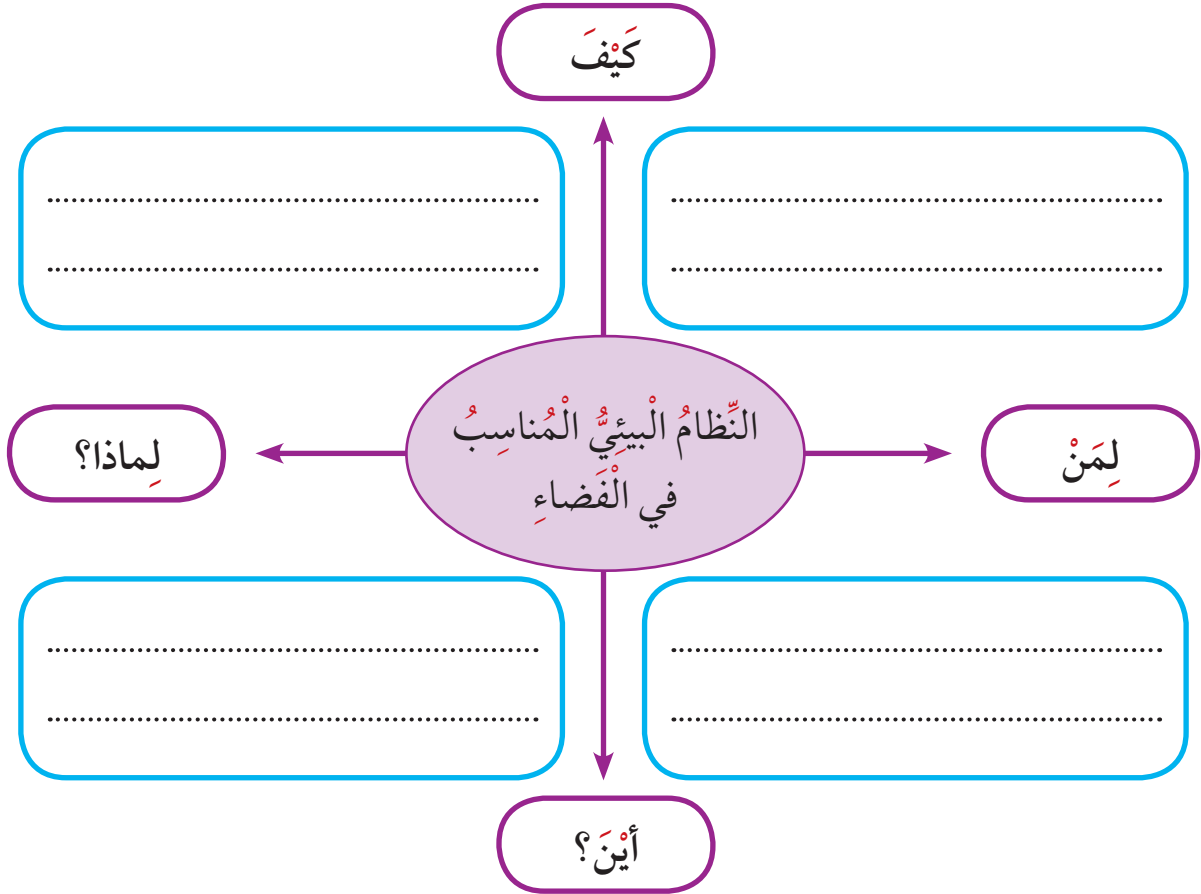 كَيْفَ
النِّظامُ الْبيئِيُّ الْمُناسِبُ
في الْفَضاءِ
لِمَنْ
لِماذا؟
أيْنَ؟